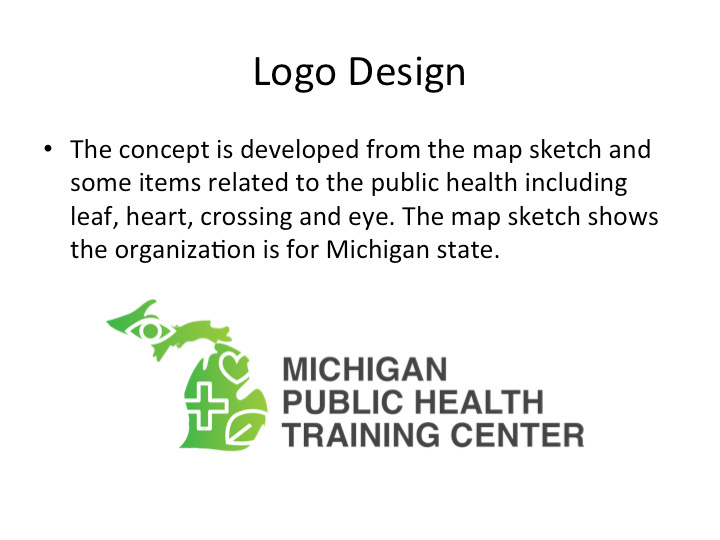 Logo Design
• The concept is developed from the map sketch and
some items related to the public health including
leaf, heart, crossing and eye. The map sketch shows
the organization is for Michigan state.
MICHIGAN
PUBLIC HEALTH
TRAINING CENTER